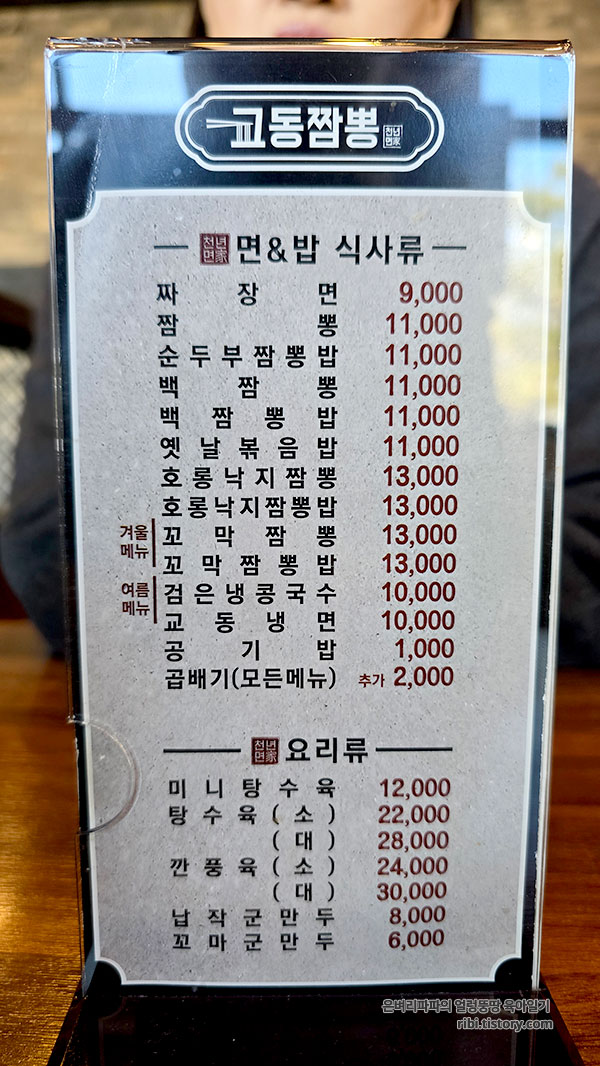 교동짬뽕 천년면家
천년면家 면&밥 식사류
짜장면 9,000
짬뽕 11,000
순두부짬뽕밥 11,000
백짬뽕 11,000
백짬뽕밥 11,000
옛날볶음밥 11,000
호롱낙지짬뽕 13,000
호롱낙지짬뽕밥 13,000
겨울메뉴 꼬막짬뽕 13,000
꼬막짬뽕밥 13,000
여름메뉴 검은냉콩국수 10,000
교동냉면 10,000
공기밥 1,000
곱배기(모든메뉴) 추가 2,000
천년면家 요리류
미니탕수육 12,000
탕수육(소) 22,000
(대) 28,000
깐풍육(소) 24,000
(대) 30,000
납작군만두 8,000
꼬마군만두 6,000
은벼리파파의 얼렁뚱땅 육아일기
ribi.tistory.com